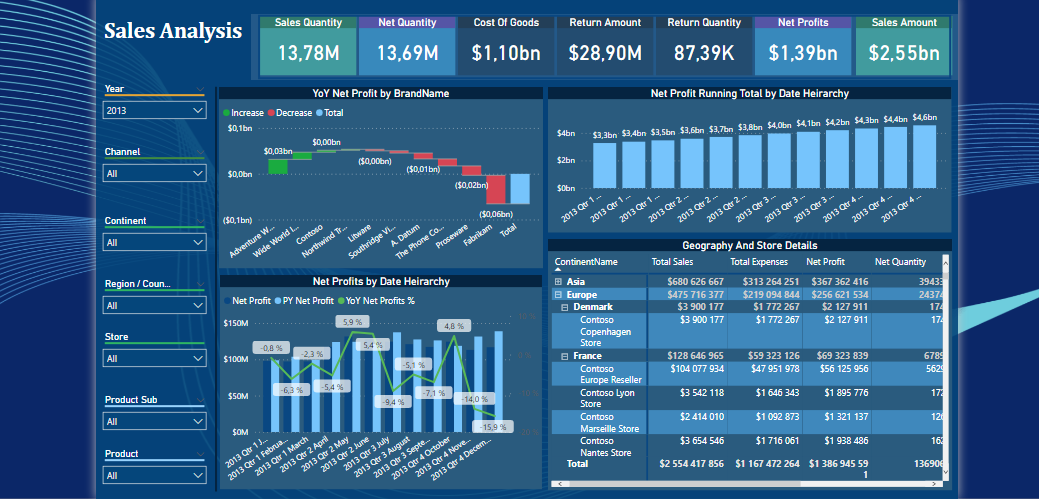 Sales Analysis
Sales Quantity
13,78M
Net Quantity
13,69M
Cost Of Goods
$1,10bn
Return Amount
$28,90M
Return Quantity
87,39K
Net Profits
$1,39bn
Sales Amount
$2,55bn
Year
2013
Channel
All
Continent
All
Region / Coun...
All
Store
All
Product Sub
All
Product
All
YoY Net Profit by BrandName
Increase Decrease Total
$0,1bn
$0,0bn
($0,1bn)
$0,03bn
$0,00bn
($0,00bn)
($0,01bn)
($0,02bn)
($0,06bn)
Adventure W...
Wide World I...
Contoso
Northwind Tr...
Litware
Southridge Vi...
A. Datum
The Phone Co...
Proseware
Fabrikam
Total
Net Profit Running Total by Date Heirarchy
$4bn
$2bn
$0bn
$3,3bn $3,4bn $3,5bn $3,6bn $3,7bn $3,8bn $4,0bn $4,1bn $4,2bn $4,3bn $4,4bn $4,6bn
2013 Qtr 1 ...
2013 Qtr 1 ...
2013 Qtr 1 ...
2013 Qtr 2 ...
2013 Qtr 2 ...
2013 Qtr 2 ...
2013 Qtr 3 ...
2013 Qtr 3 ...
2013 Qtr 3 ...
2013 Qtr 4 ...
2013 Qtr 4 ...
2013 Qtr 4 ...
Net Profits by Date Heirarchy
Net Profit PY Net Profit YoY Net Profits %
$150M
$100M
$50M
$0M
-0,8 %
-6,3 %
-2,3 %
-5,4 %
5,9 %
5,4 %
-9,4 %
-5,1 %
-7,1 %
4,8 %
-14,0 %
-15,9 %
2013 Qtr 1 J...
2013 Qtr 1 Februa...
2013 Qtr 1 March
2013 Qtr 2 April
2013 Qtr 2 May
2013 Qtr 2 June
2013 Qtr 3 July
2013 Qtr 3 August
2013 Qtr 3 Septe...
2013 Qtr 4 October
2013 Qtr 4 Nove...
2013 Qtr 4 Decem...
Geography And Store Details
ContinentName Total Sales Total Expenses Net Profit Net Quantity
Asia $680 626 667 $313 264 251 $367 362 416 39433
Europe $475 716 377 $219 094 844 $256 621 534 24374
Denmark $3 900 177 $1 772 267 $2 127 911 174
Contoso $3 900 177 $1 772 267 $2 127 911 174
Copenhagen
Store
France $128 646 965 $59 323 126 $69 323 839 6789
Contoso $104 077 934 $47 951 978 $56 125 956 5629
Europe Reseller
Contoso Lyon $3 542 118 $1 646 343 $1 895 776 172
Store
Contoso $2 414 010 $1 092 873 $1 321 137 126
Marseille Store
Contoso $3 654 546 $1 716 061 $1 938 486 162
Nantes Store
Total $2 554 417 856 $1 167 472 264 $1 386 945 59 136906
1